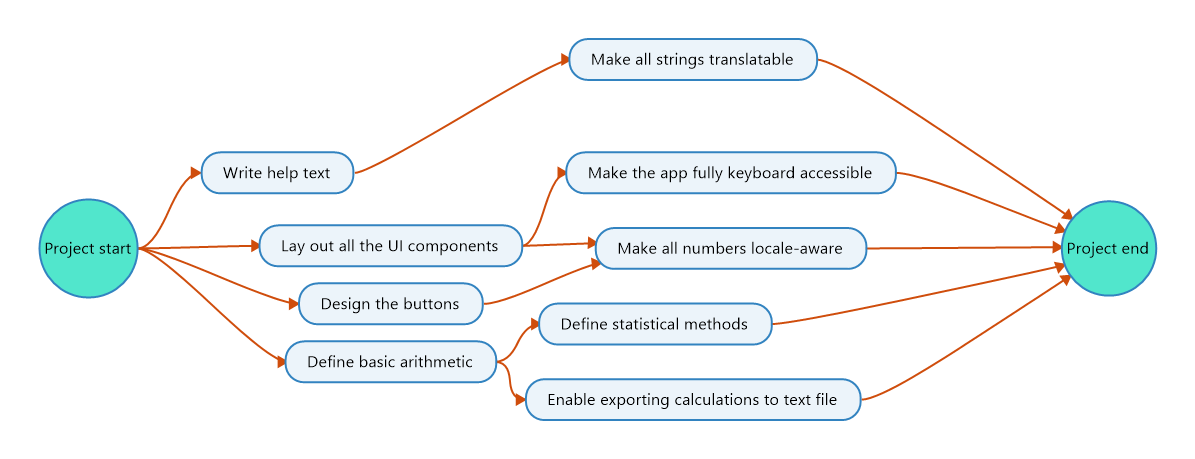 Make all strings translatable
Write help text
Make the app fully keyboard accessible
Project start
Lay out all the UI components
Make all numbers locale-aware
Project end
Design the buttons
Define statistical methods
Define basic arithmetic
Enable exporting calculations to text file